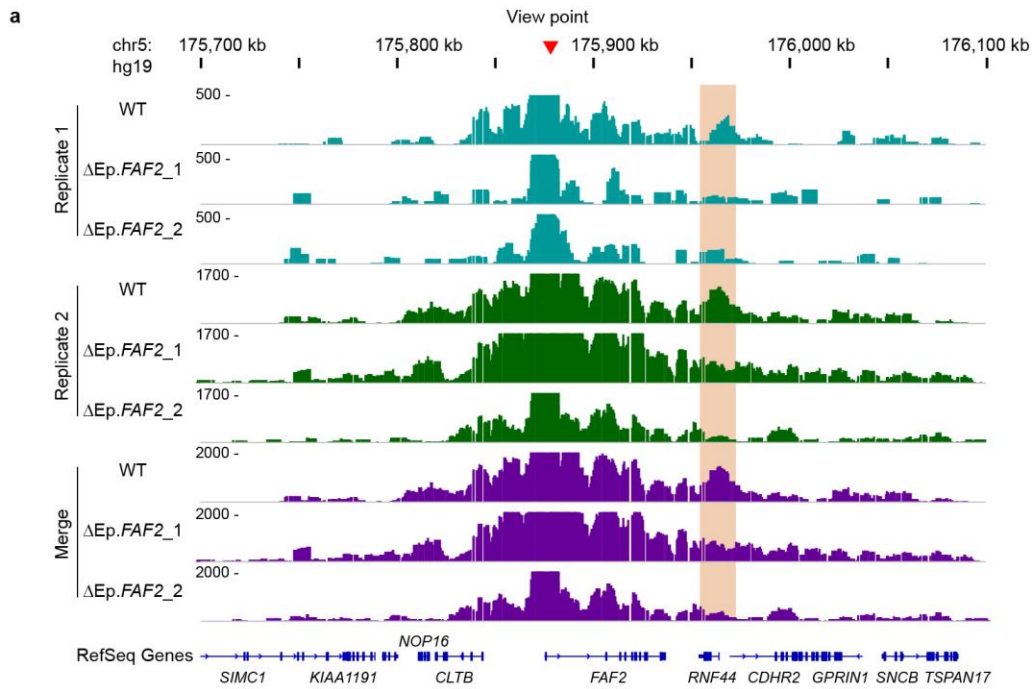 a
View point
chr5: 175,700 kb 175,800 kb 175,900 kb 176,000 kb 176,100 kb
hg19
Replicate 1
WT 500 -
ΔEp.FAF2_1 500 -
ΔEp.FAF2_2 500 -
Replicate 2
WT 1700 -
ΔEp.FAF2_1 1700 -
ΔEp.FAF2_2 1700 -
Merge
WT 2000 -
ΔEp.FAF2_1 2000 -
ΔEp.FAF2_2 2000 -
NOP16
RefSeq Genes
SIMC1 KIAA1191 CLTB FAF2 RNF44 CDHR2 GPRIN1 SNCB TSPAN17